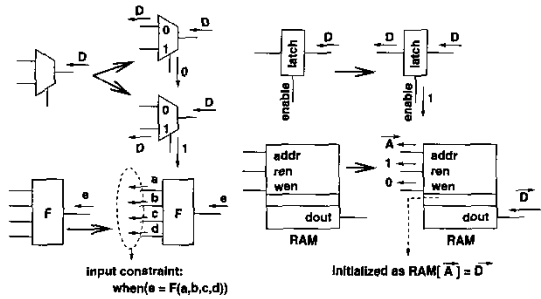 D
D
0
1
D
0
D
0
1
D
D
1
latch
D
enable
D
latch
D
enable
1
F
e
a
b
c
d
F
e
input constraint:
when(e = F(a,b,c,d))
addr
ren
wen
dout
RAM
A
1
0
addr
ren
wen
dout
D
RAM
Initialized as RAM[ A ] = D